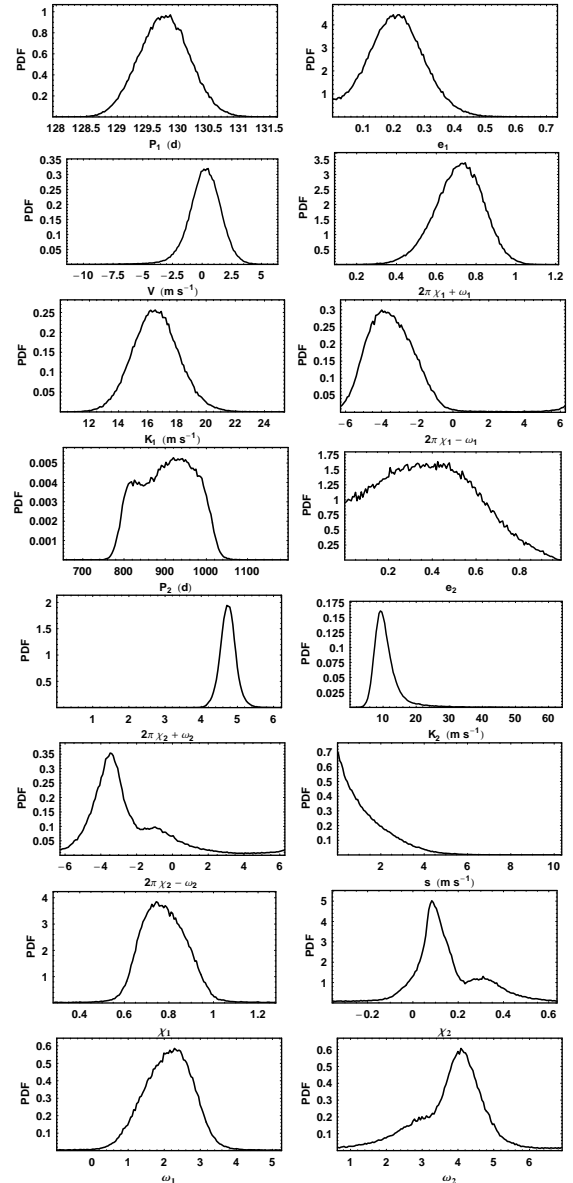 PDF
1
0.8
0.6
0.4
0.2
128 128.5 129 129.5 130 130.5 131 131.5
P₁ (d)
PDF
4
3
2
1
0.1 0.2 0.3 0.4 0.5 0.6 0.7
e₁
PDF
0.35
0.3
0.25
0.2
0.15
0.1
0.05
−10 −7.5 −5 −2.5 0 2.5 5
V (m s⁻¹)
PDF
3.5
3
2.5
2
1.5
1
0.5
0.2 0.4 0.6 0.8 1 1.2
2π χ₁ + ω₁
PDF
0.25
0.2
0.15
0.1
0.05
12 14 16 18 20 22 24
K₁ (m s⁻¹)
PDF
0.3
0.25
0.2
0.15
0.1
0.05
−6 −4 −2 0 2 4 6
2π χ₁ − ω₁
PDF
0.005
0.004
0.003
0.002
0.001
700 800 900 1000 1100
P₂ (d)
PDF
1.75
1.5
1.25
1
0.75
0.5
0.25
0.2 0.4 0.6 0.8
e₂
PDF
2
1.5
1
0.5
1 2 3 4 5 6
2π χ₂ + ω₂
PDF
0.175
0.15
0.125
0.1
0.075
0.05
0.025
10 20 30 40 50 60
K₂ (m s⁻¹)
PDF
0.35
0.3
0.25
0.2
0.15
0.1
0.05
−6 −4 −2 0 2 4 6
2π χ₂ − ω₂
PDF
0.7
0.6
0.5
0.4
0.3
0.2
0.1
2 4 6 8 10
s (m s⁻¹)
PDF
4
3
2
1
0.4 0.6 0.8 1 1.2
χ₁
PDF
5
4
3
2
1
−0.2 0 0.2 0.4 0.6
χ₂
PDF
0.6
0.5
0.4
0.3
0.2
0.1
0 1 2 3 4 5
ω₁
PDF
0.6
0.5
0.4
0.3
0.2
0.1
1 2 3 4 5 6
ω₂